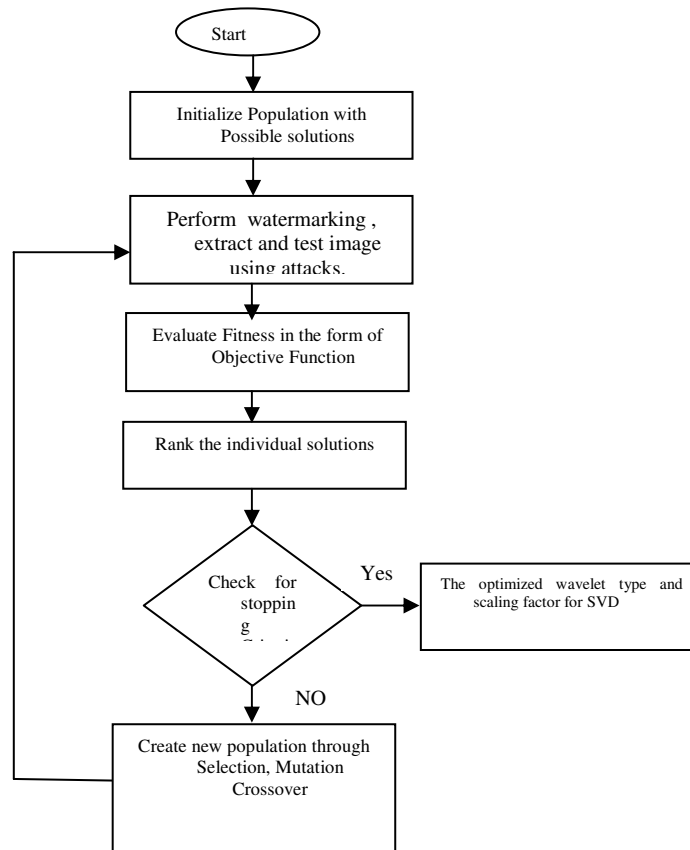 Start
Initialize Population with
Possible solutions
Perform watermarking ,
extract and test image
using attacks.
Evaluate Fitness in the form of
Objective Function
Rank the individual solutions
Check for
stoppin
g
Yes
The optimized wavelet type and
scaling factor for SVD
NO
Create new population through
Selection, Mutation
Crossover